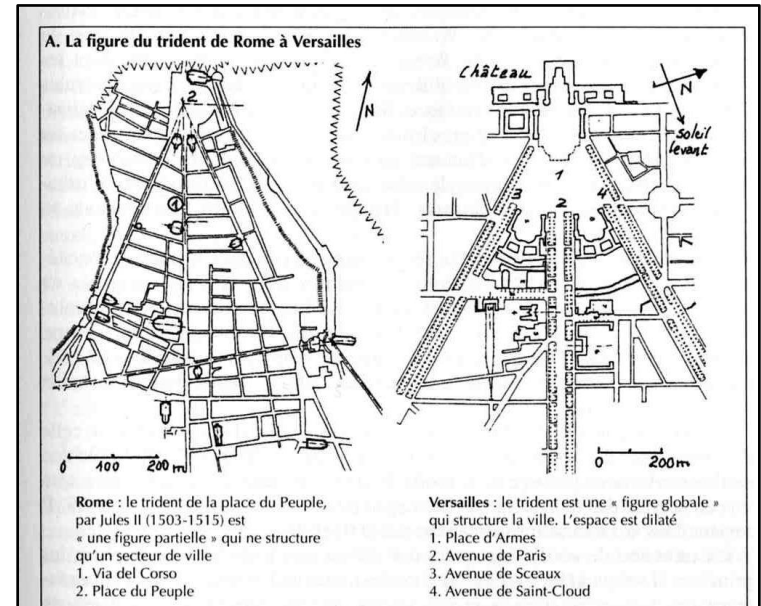 A. La figure du trident de Rome à Versailles
2
N
1
1
0 100 200 m
Château
N
soleil
levant
1
3
4
2
0 200 m
Rome : le trident de la place du Peuple,
par Jules II (1503-1515) est
« une figure partielle » qui ne structure
qu'un secteur de ville
1. Via del Corso
2. Place du Peuple
Versailles : le trident est une « figure globale »
qui structure la ville. L'espace est dilaté
1. Place d'Armes
2. Avenue de Paris
3. Avenue de Sceaux
4. Avenue de Saint-Cloud